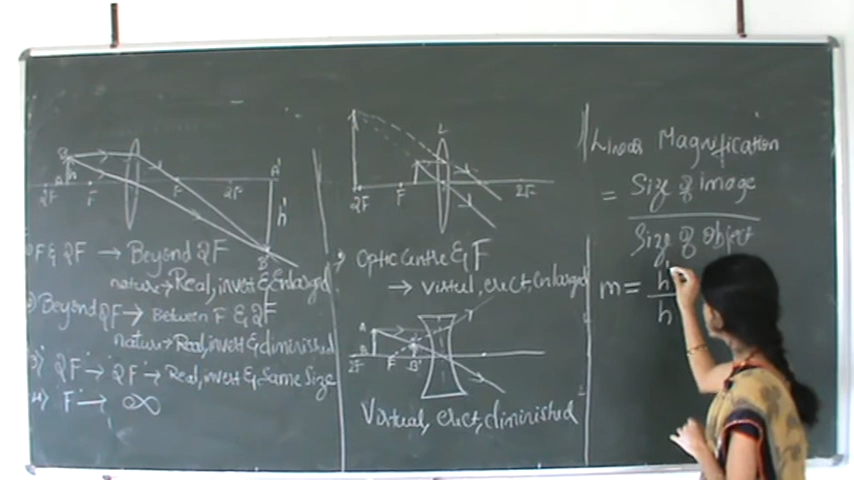 B
h
A
2F
F
F
2F
A'
h'
B'
1) F & 2F → Beyond 2F
nature → Real, invert & Enlarged
2) Beyond 2F → Between F & 2F
nature → Real, invert & diminished
3) 2F → 2F → Real, invert & Same Size
4) F → ∞
L
2F
F
2F
Optic Centre & F
→ Virtual, erect, Enlarged
A
B
2F
F
B'
Virtual, erect, diminished
Linear Magnification
= Size of image
Size of Object
m = h'
h